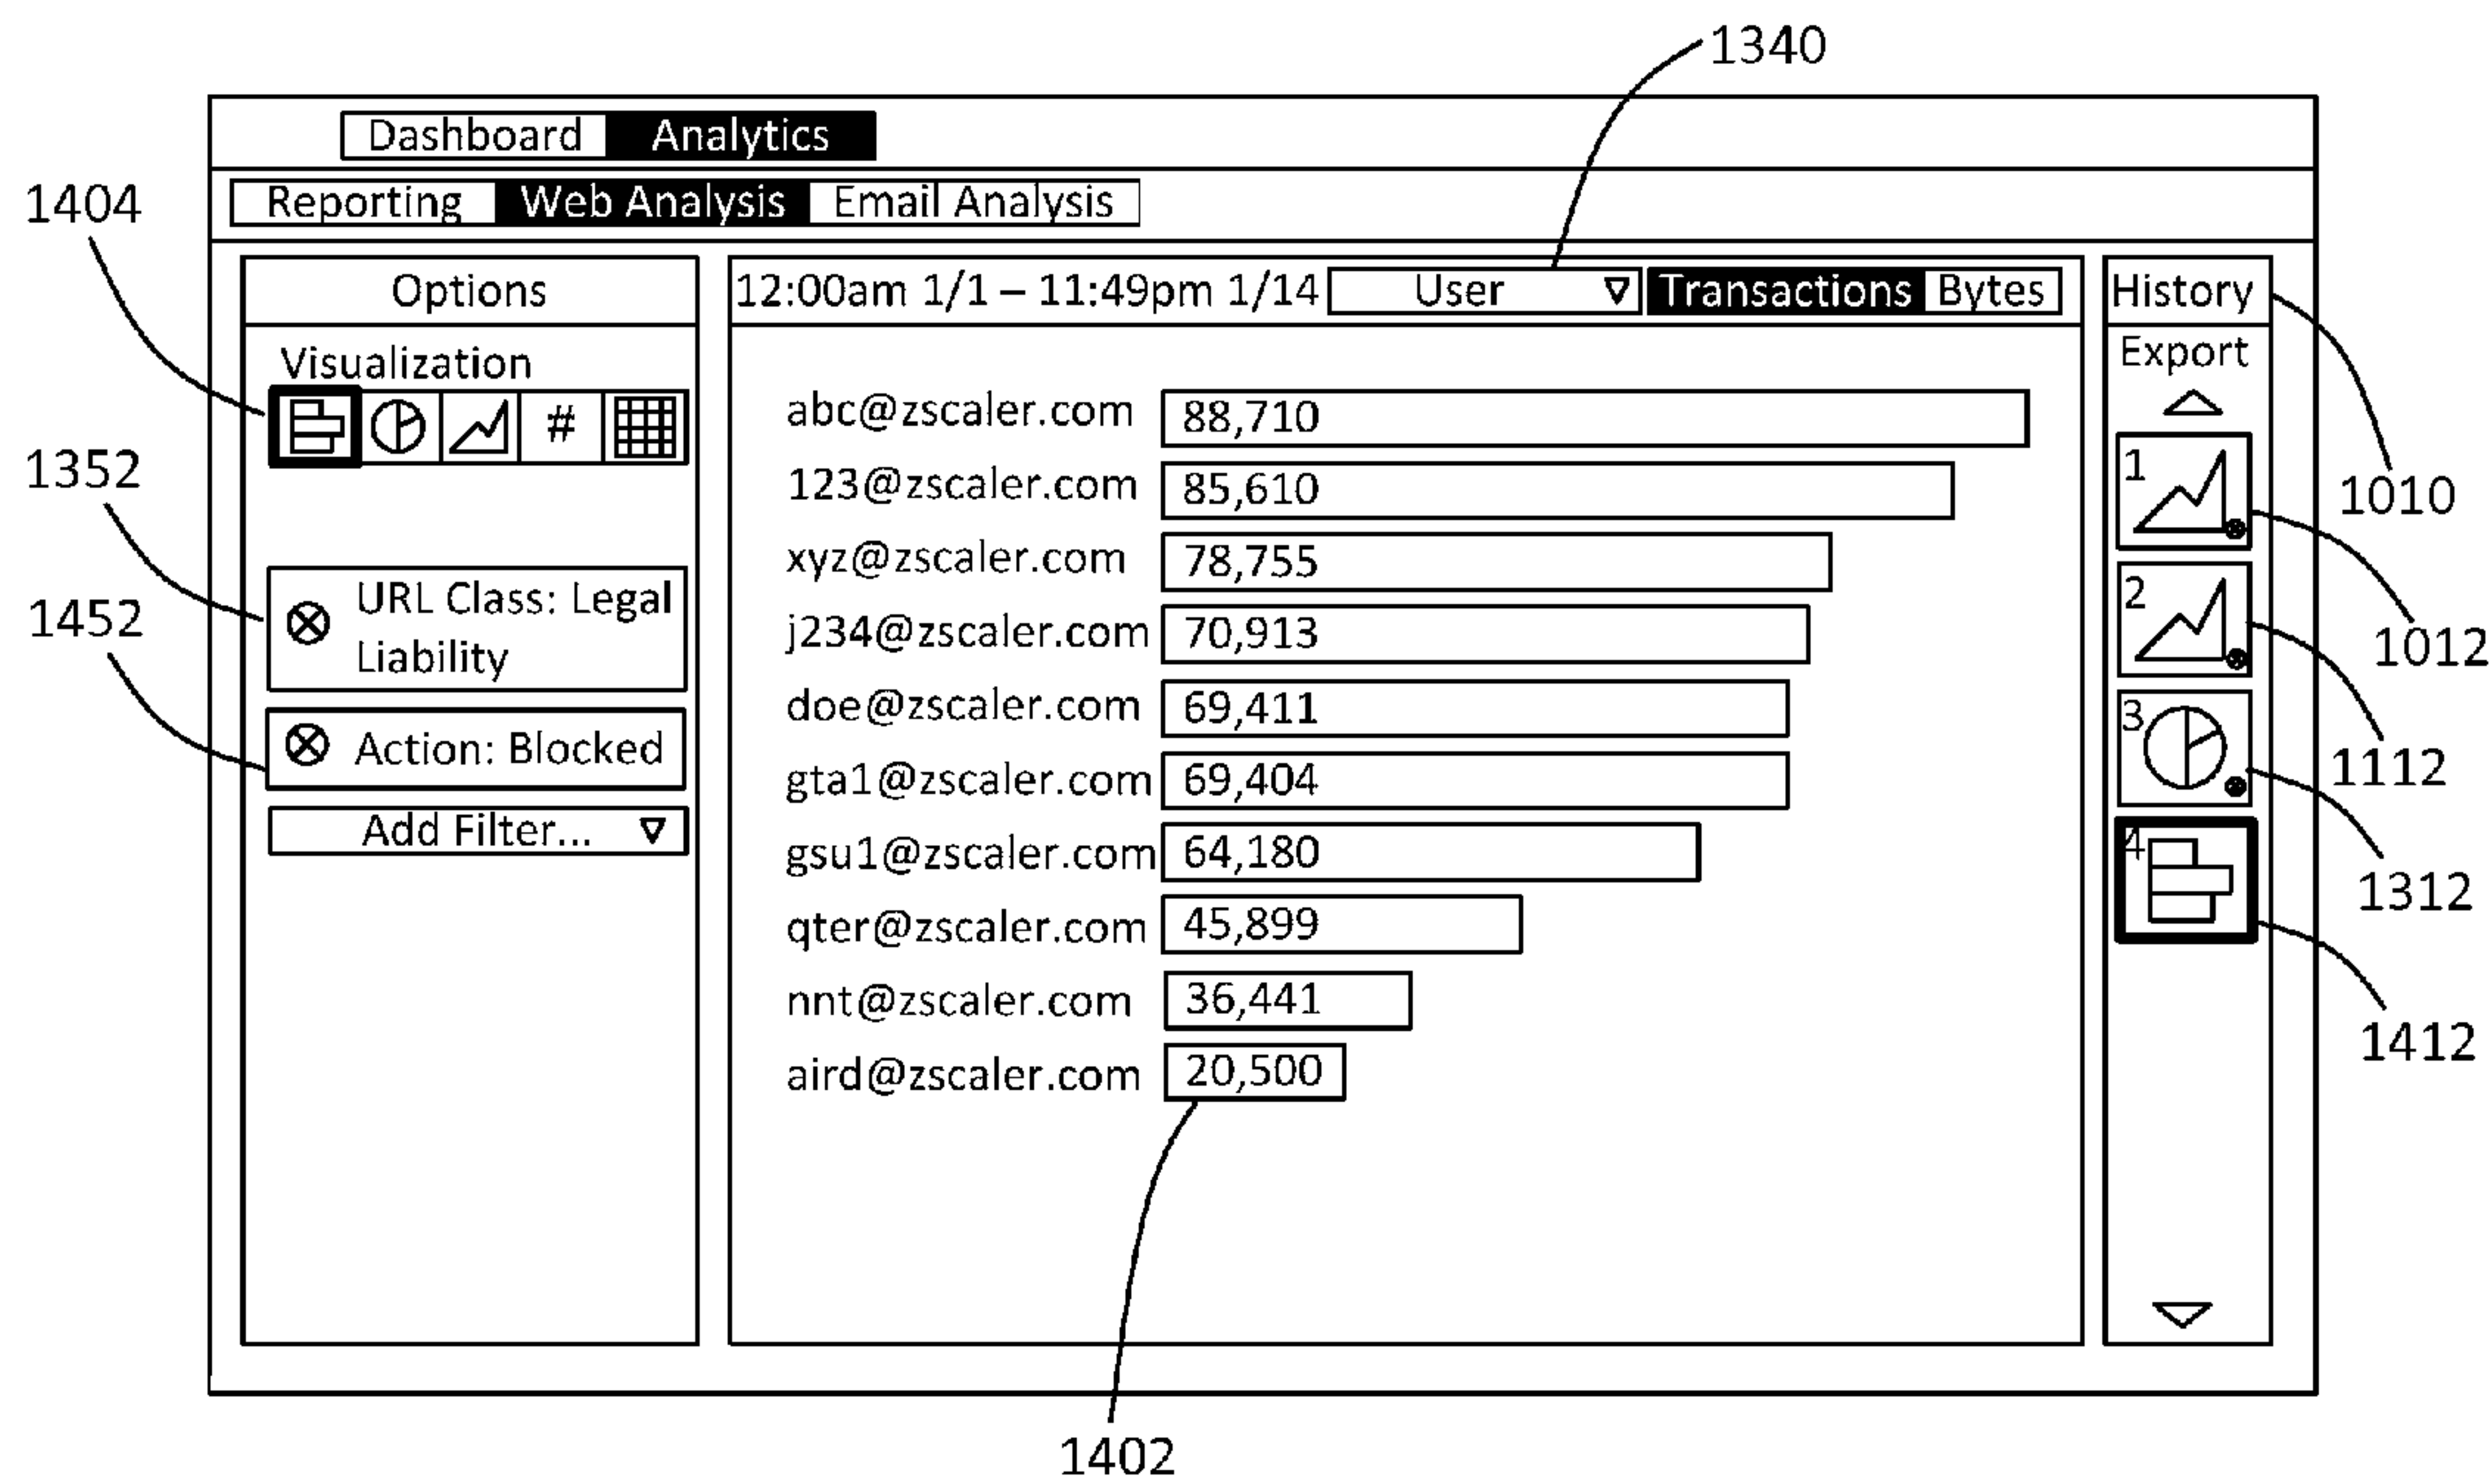 1340
Dashboard Analytics
1404
Reporting Web Analysis Email Analysis
Options
12:00am 1/1 – 11:49pm 1/14 User Transactions Bytes
History
Visualization
#
Export
abc@zscaler.com 88,710
123@zscaler.com 85,610
xyz@zscaler.com 78,755
j234@zscaler.com 70,913
doe@zscaler.com 69,411
gta1@zscaler.com 69,404
gsu1@zscaler.com 64,180
qter@zscaler.com 45,899
nnt@zscaler.com 36,441
aird@zscaler.com 20,500
1352
URL Class: Legal
Liability
1452
Action: Blocked
Add Filter...
1
2
3
4
1010
1012
1112
1312
1412
1402